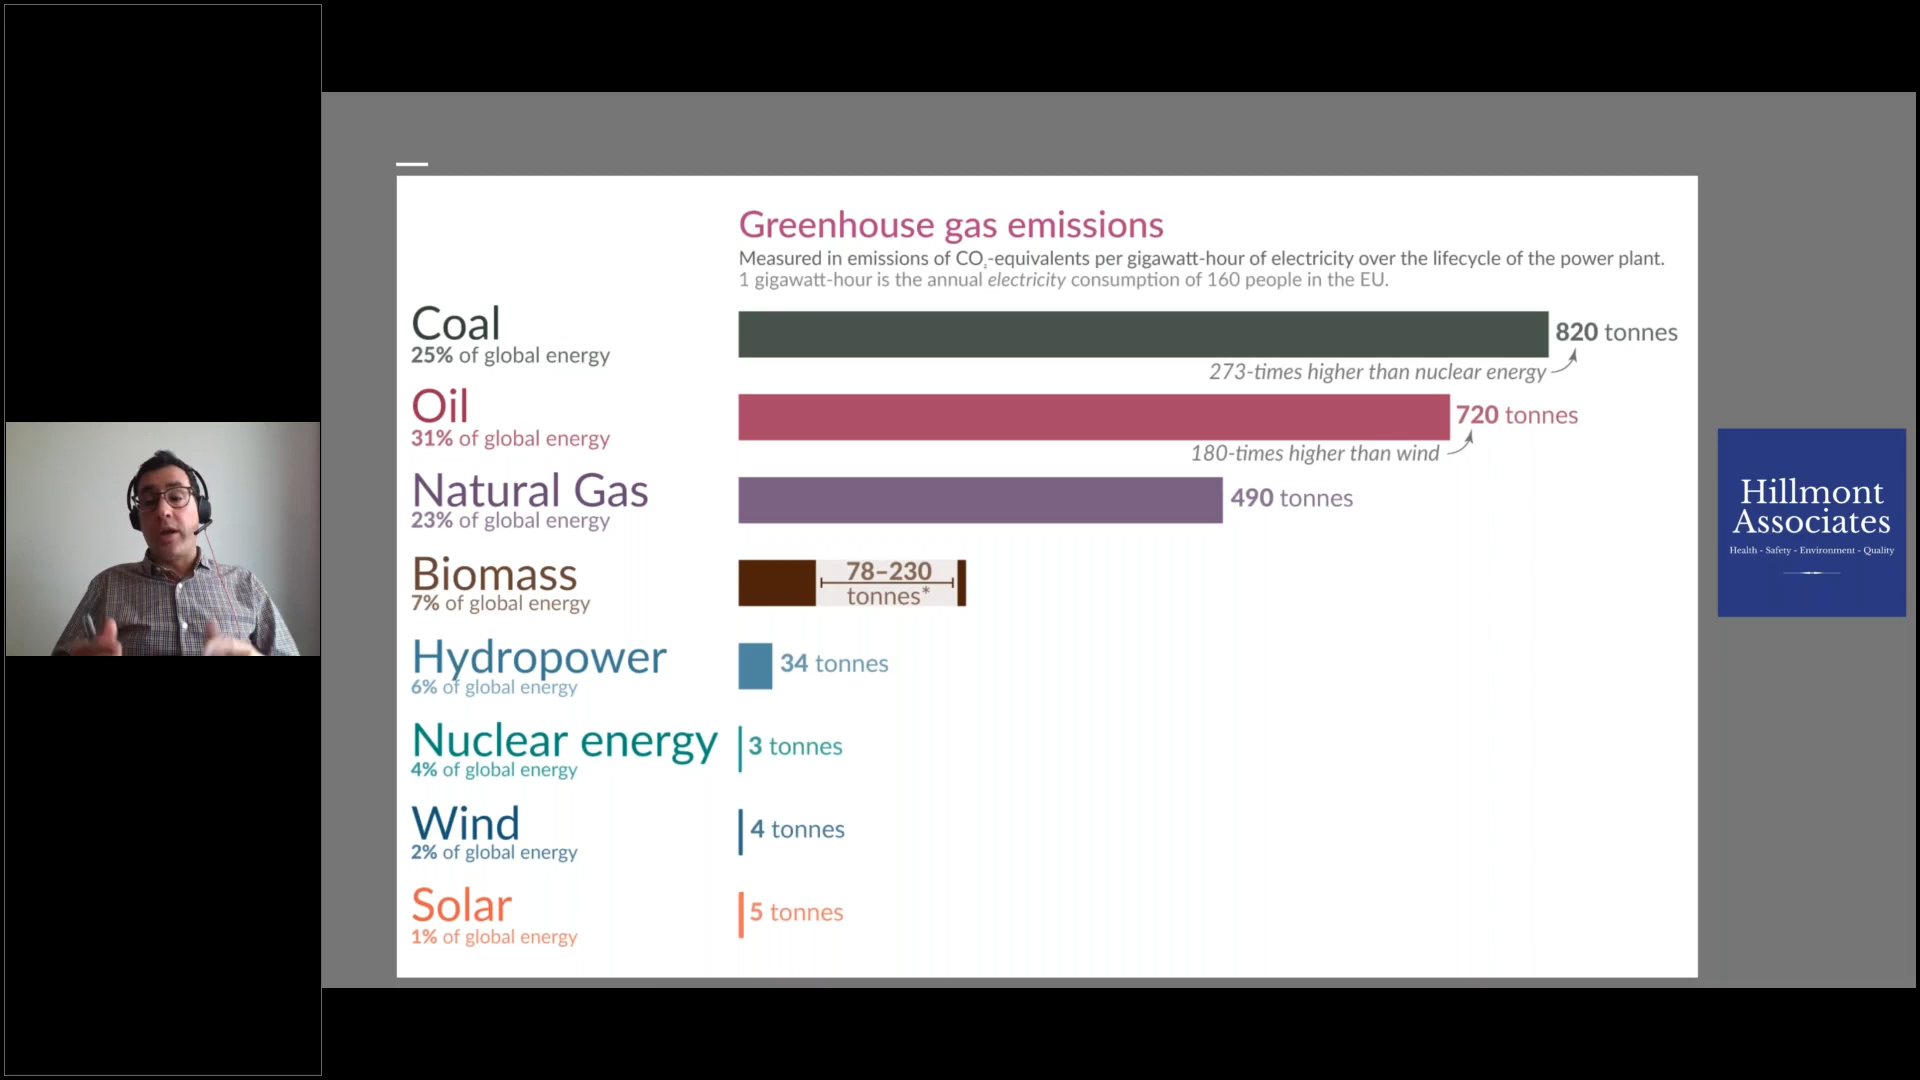 Greenhouse gas emissions
Measured in emissions of CO₂-equivalents per gigawatt-hour of electricity over the lifecycle of the power plant.
1 gigawatt-hour is the annual electricity consumption of 160 people in the EU.
Coal
25% of global energy
820 tonnes
273-times higher than nuclear energy
Oil
31% of global energy
720 tonnes
180-times higher than wind
Natural Gas
23% of global energy
490 tonnes
Biomass
7% of global energy
78–230
tonnes*
Hydropower
6% of global energy
34 tonnes
Nuclear energy
4% of global energy
3 tonnes
Wind
2% of global energy
4 tonnes
Solar
1% of global energy
5 tonnes
Hillmont
Associates
Health - Safety - Environment - Quality